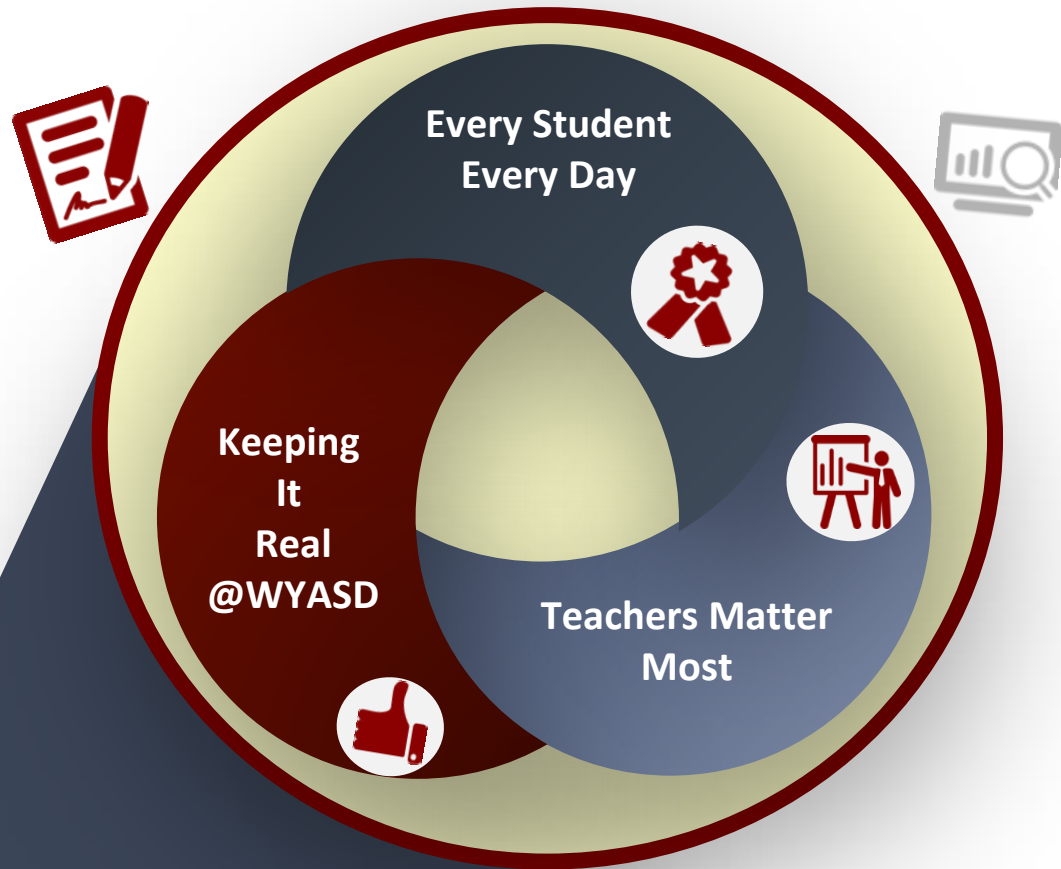 Every Student
Every Day
Keeping
It
Real
@WYASD
Teachers Matter
Most